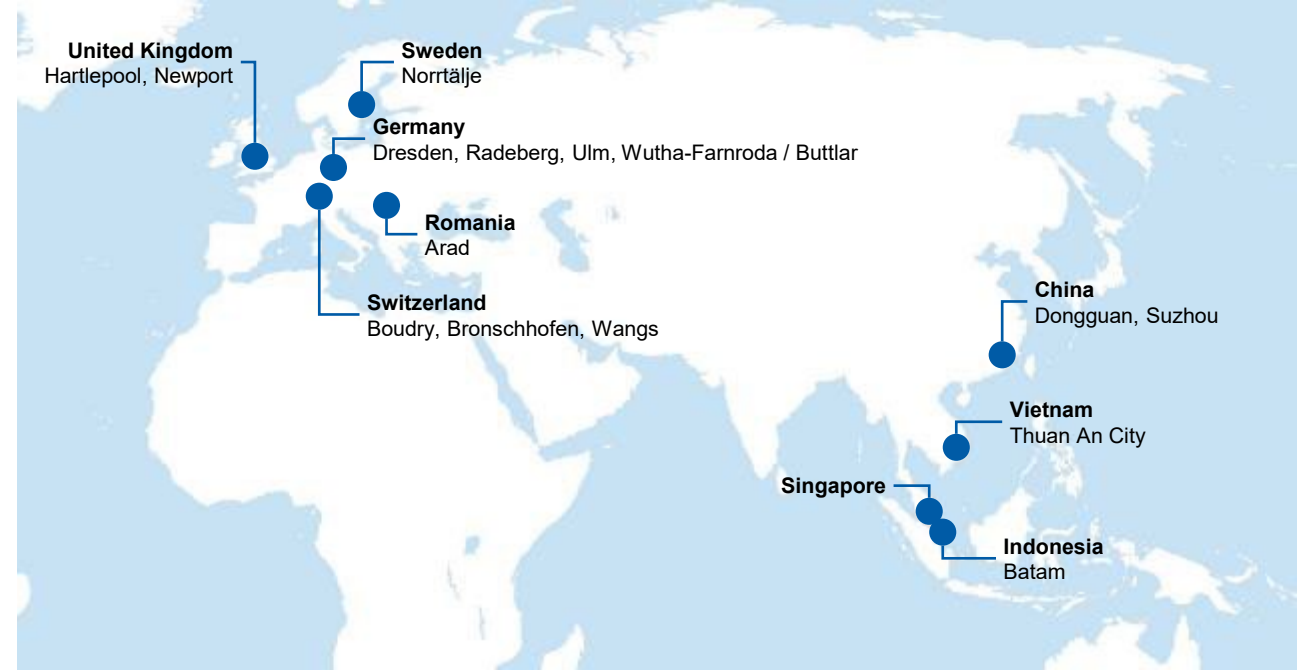 United Kingdom
Hartlepool, Newport
Sweden
Norrtälje
Germany
Dresden, Radeberg, Ulm, Wutha-Farnroda / Buttlar
Romania
Arad
Switzerland
Boudry, Bronschhofen, Wangs
China
Dongguan, Suzhou
Vietnam
Thuan An City
Singapore
Indonesia
Batam